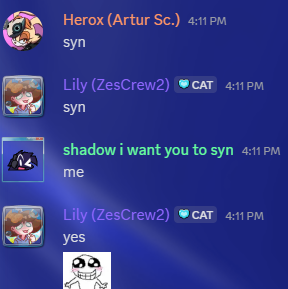 Herox (Artur Sc.) 4:11 PM
syn
Lily (ZesCrew2) CAT 4:11 PM
syn
shadow i want you to syn 4:11 PM
me
Lily (ZesCrew2) CAT 4:11 PM
yes